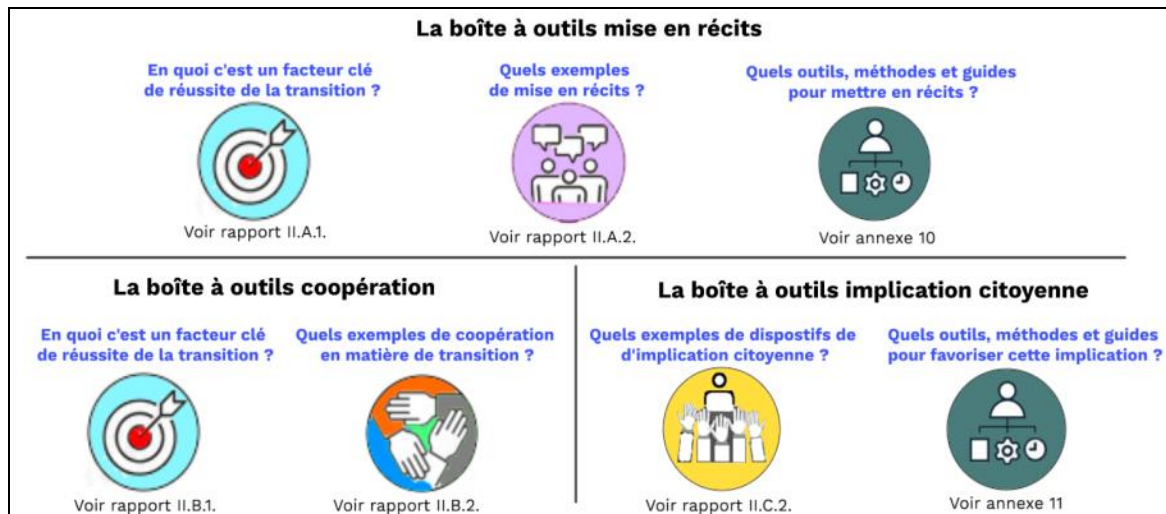 La boîte à outils mise en récits
En quoi c'est un facteur clé
de réussite de la transition ?
Voir rapport II.A.1.
Quels exemples
de mise en récits ?
Voir rapport II.A.2.
Quels outils, méthodes et guides
pour mettre en récits ?
Voir annexe 10
La boîte à outils coopération
En quoi c'est un facteur clé
de réussite de la transition ?
Voir rapport II.B.1.
Quels exemples de coopération
en matière de transition ?
Voir rapport II.B.2.
La boîte à outils implication citoyenne
Quels exemples de dispostifs de
d'implication citoyenne ?
Voir rapport II.C.2.
Quels outils, méthodes et guides
pour favoriser cette implication ?
Voir annexe 11